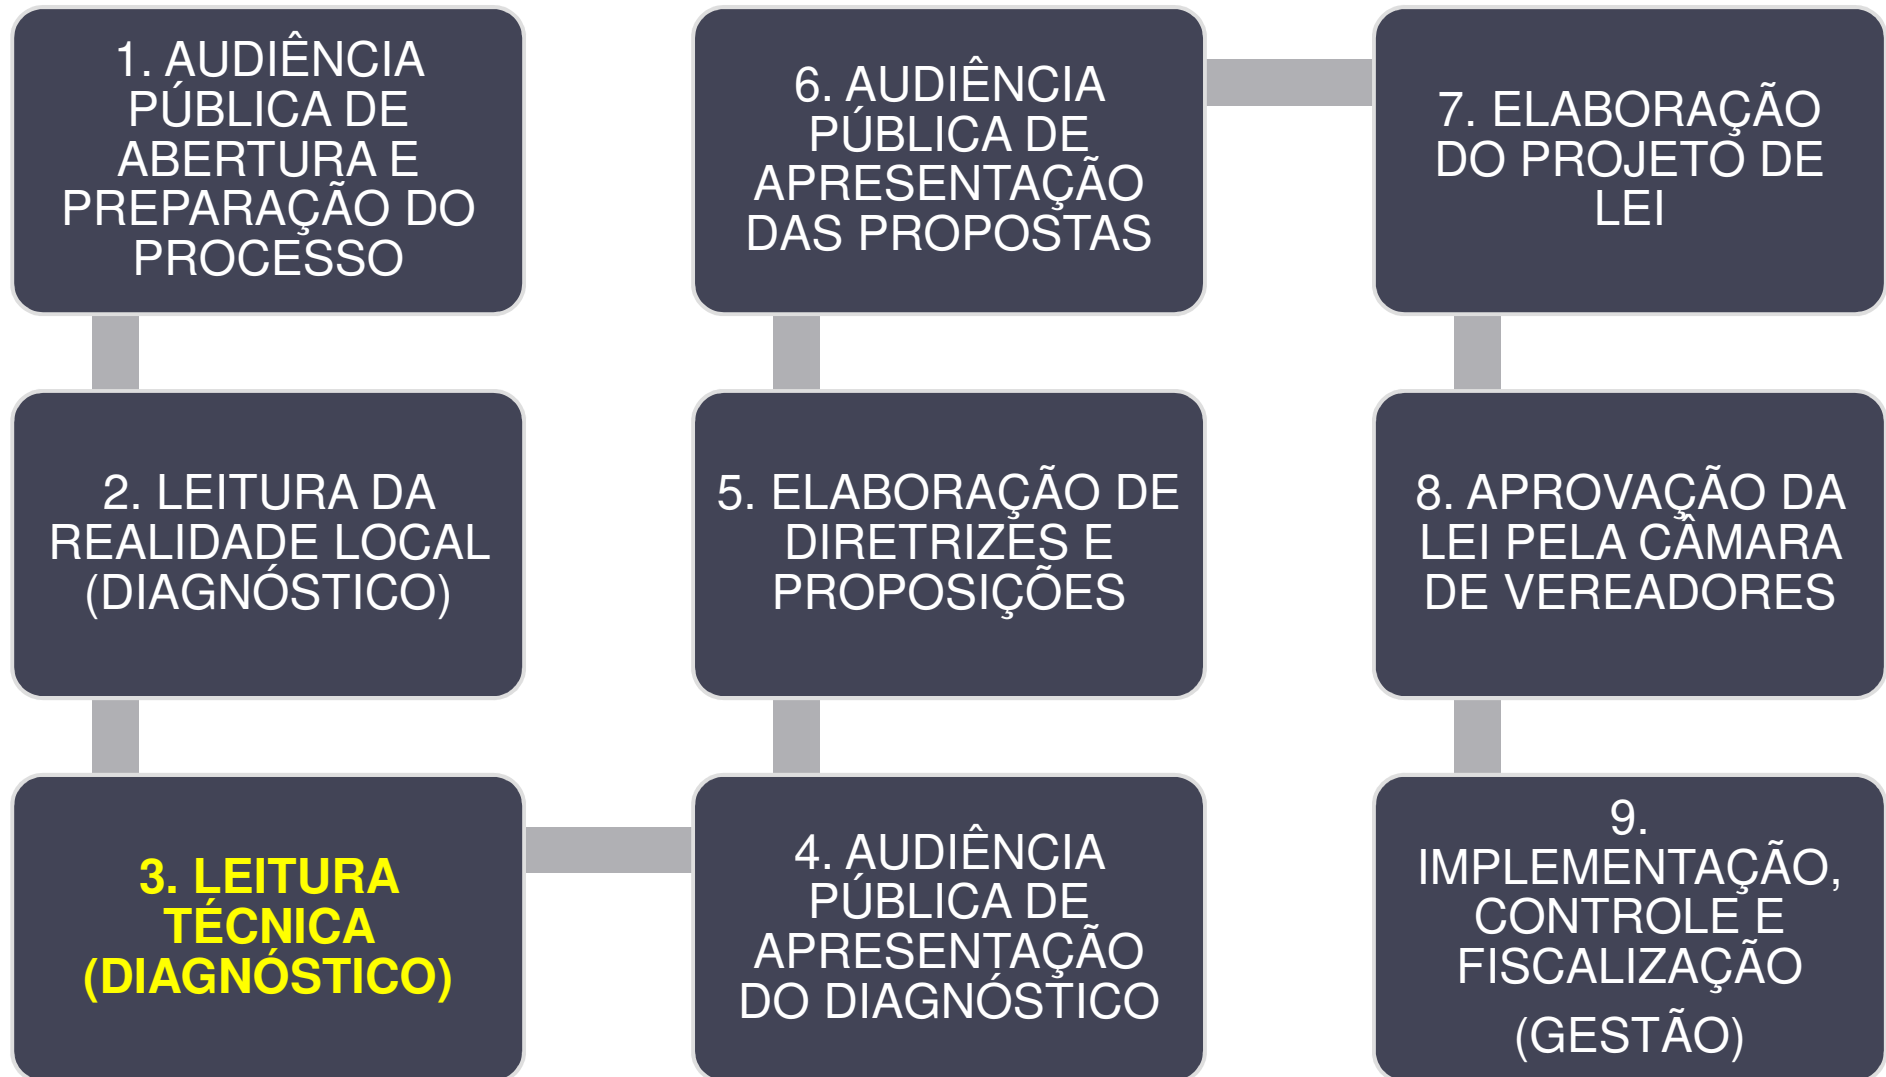 1. AUDIÊNCIA
PÚBLICA DE
ABERTURA E
PREPARAÇÃO DO
PROCESSO
2. LEITURA DA
REALIDADE LOCAL
(DIAGNÓSTICO)
3. LEITURA
TÉCNICA
(DIAGNÓSTICO)
4. AUDIÊNCIA
PÚBLICA DE
APRESENTAÇÃO
DO DIAGNÓSTICO
5. ELABORAÇÃO DE
DIRETRIZES E
PROPOSIÇÕES
6. AUDIÊNCIA
PÚBLICA DE
APRESENTAÇÃO
DAS PROPOSTAS
7. ELABORAÇÃO
DO PROJETO DE
LEI
8. APROVAÇÃO DA
LEI PELA CÂMARA
DE VEREADORES
9.
IMPLEMENTAÇÃO,
CONTROLE E
FISCALIZAÇÃO
(GESTÃO)